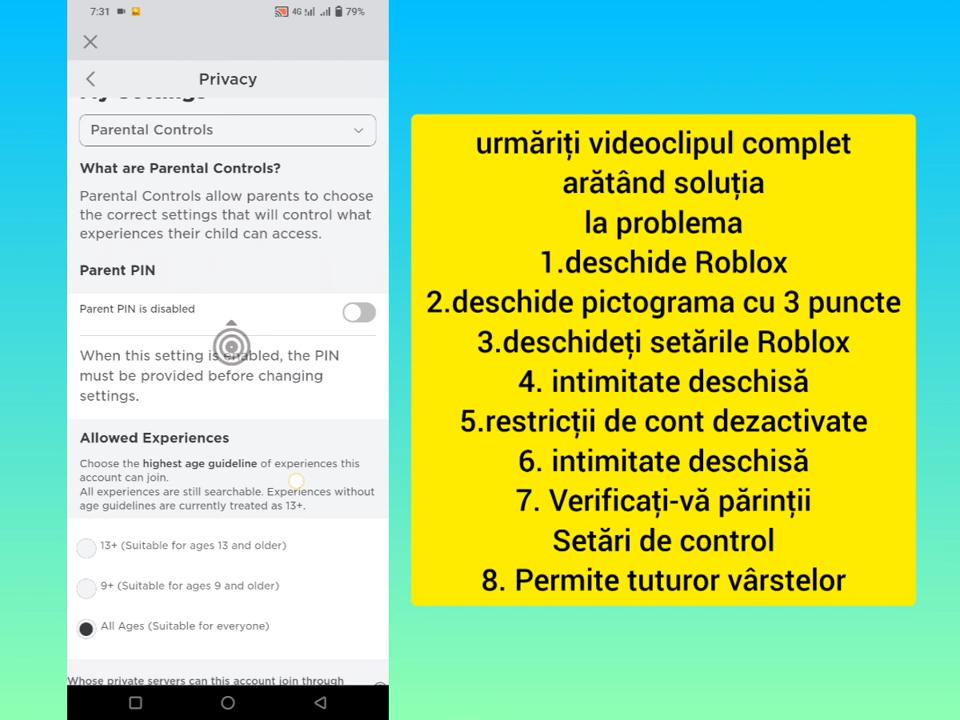 7:31
4G
79%
Privacy
My Settings
Parental Controls
What are Parental Controls?
Parental Controls allow parents to choose
the correct settings that will control what
experiences their child can access.
Parent PIN
Parent PIN is disabled
When this setting is enabled, the PIN
must be provided before changing
settings.
Allowed Experiences
Choose the highest age guideline of experiences this
account can join.
All experiences are still searchable. Experiences without
age guidelines are currently treated as 13+.
13+ (Suitable for ages 13 and older)
9+ (Suitable for ages 9 and older)
All Ages (Suitable for everyone)
Whose private servers can this account join through
urmăriți videoclipul complet
arătând soluția
la problema
1.deschide Roblox
2.deschide pictograma cu 3 puncte
3.deschideți setările Roblox
4. intimitate deschisă
5.restricții de cont dezactivate
6. intimitate deschisă
7. Verificați-vă părinții
Setări de control
8. Permite tuturor vârstelor